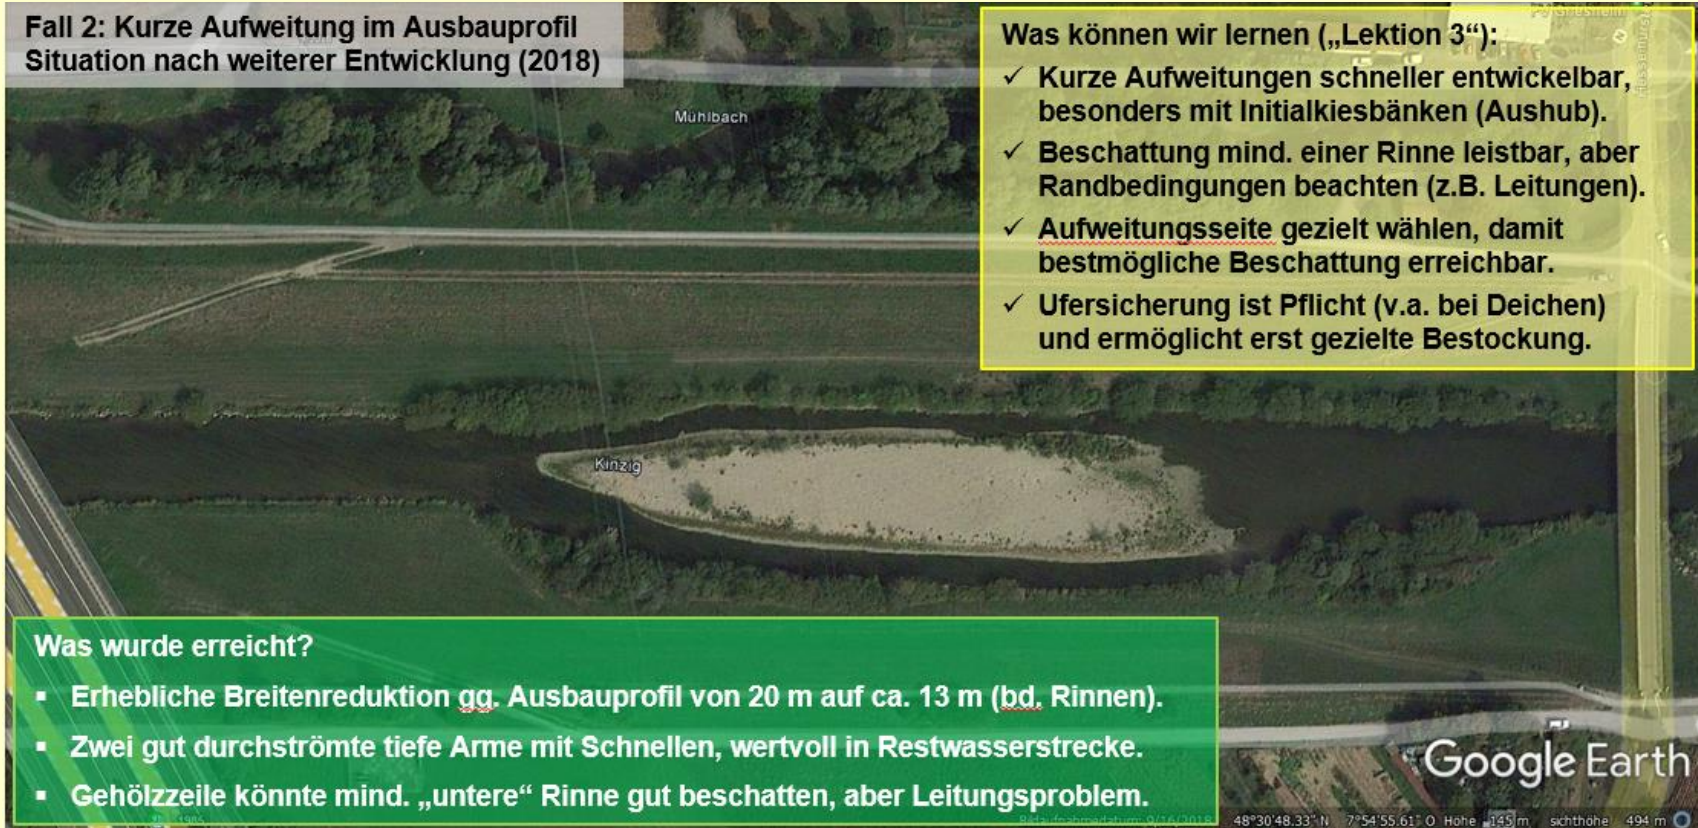 Fall 2: Kurze Aufweitung im Ausbauprofil
Situation nach weiterer Entwicklung (2018)
Was können wir lernen („Lektion 3“):
✓ Kurze Aufweitungen schneller entwickelbar,
besonders mit Initialkiesbänken (Aushub).
✓ Beschattung mind. einer Rinne leistbar, aber
Randbedingungen beachten (z.B. Leitungen).
✓ Aufweitungsseite gezielt wählen, damit
bestmögliche Beschattung erreichbar.
✓ Ufersicherung ist Pflicht (v.a. bei Deichen)
und ermöglicht erst gezielte Bestockung.
Mühlbach
Kinzig
Was wurde erreicht?
▪ Erhebliche Breitenreduktion gg. Ausbauprofil von 20 m auf ca. 13 m (bd. Rinnen).
▪ Zwei gut durchströmte tiefe Arme mit Schnellen, wertvoll in Restwasserstrecke.
▪ Gehölzzeile könnte mind. „untere“ Rinne gut beschatten, aber Leitungsproblem.
Google Earth
1985
Bildaufnahmedatum: 9/16/2018 48°30'48.33" N 7°54'55.61" O Höhe 145 m sichthöhe 494 m